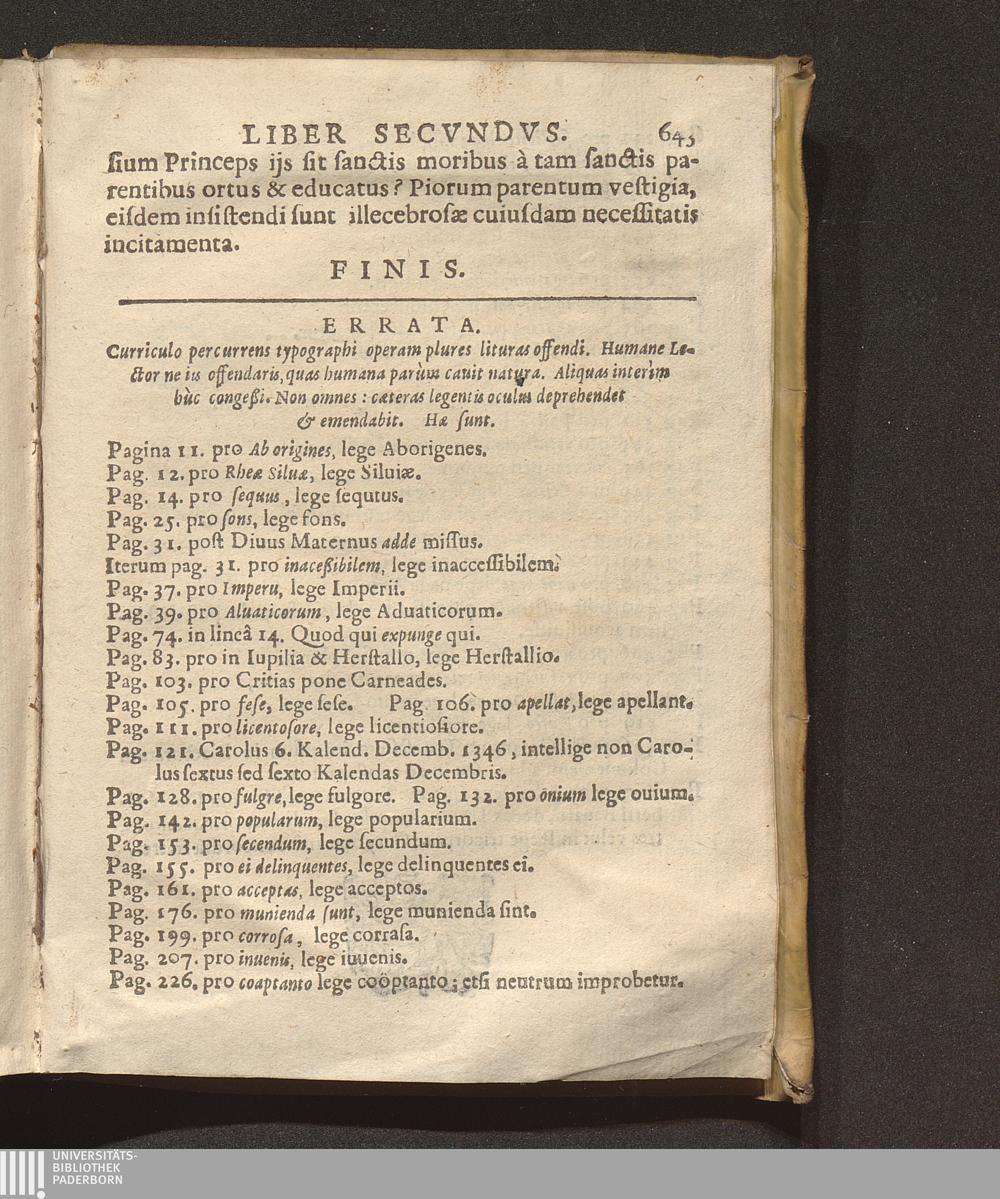 LIBER SECVNDVS. 643
ſium Princeps ijs ſit ſanctis moribus à tam ſanctis pa-
rentibus ortus & educatus? Piorum parentum veſtigia,
eiſdem inſiſtendi ſunt illecebroſæ cuiuſdam neceſſitatis
incitamenta.
FINIS.
ERRATA.
Curriculo percurrens typographi operam plures lituras offendi. Humane Le-
ctor ne iis offendaris, quas humana parùm cauit natura. Aliquas interim
hùc congeßi. Non omnes: cæteras legentis oculus deprehendet
& emendabit. Hæ ſunt.
Pagina 11. pro Ab origines, lege Aborigenes.
Pag. 12. pro Rheæ Siluæ, lege Siluiæ.
Pag. 14. pro ſequus, lege ſequtus.
Pag. 25. pro ſons, lege fons.
Pag. 31. poſt Diuus Maternus adde miſſus.
Iterum pag. 31. pro inaceßibilem, lege inacceſſibilem.
Pag. 37. pro Imperu, lege Imperii.
Pag. 39. pro Aluaticorum, lege Aduaticorum.
Pag. 74. in lineâ 14. Quod qui expunge qui.
Pag. 83. pro in Iupilia & Herſtallo, lege Herſtallio.
Pag. 103. pro Critias pone Carneades.
Pag. 105. pro feſe, lege ſeſe. Pag. 106. pro apellat, lege apellant.
Pag. 111. pro licentoſore, lege licentioſiore.
Pag. 121. Carolus 6. Kalend. Decemb. 1346, intellige non Caro-
lus ſextus ſed ſexto Kalendas Decembris.
Pag. 128. pro fulgre, lege fulgore. Pag. 132. pro onium lege ouium.
Pag. 142. pro popularum, lege popularium.
Pag. 153. pro ſecendum, lege ſecundum.
Pag. 155. pro ei delinquentes, lege delinquentes ei.
Pag. 161. pro acceptas, lege acceptos.
Pag. 176. pro munienda ſunt, lege munienda ſint.
Pag. 199. pro corroſa, lege corraſa.
Pag. 207. pro inuenis, lege iuuenis.
Pag. 226. pro coaptanto lege coöptanto; etſi neutrum improbetur.
UNIVERSITÄTS-
BIBLIOTHEK
PADERBORN